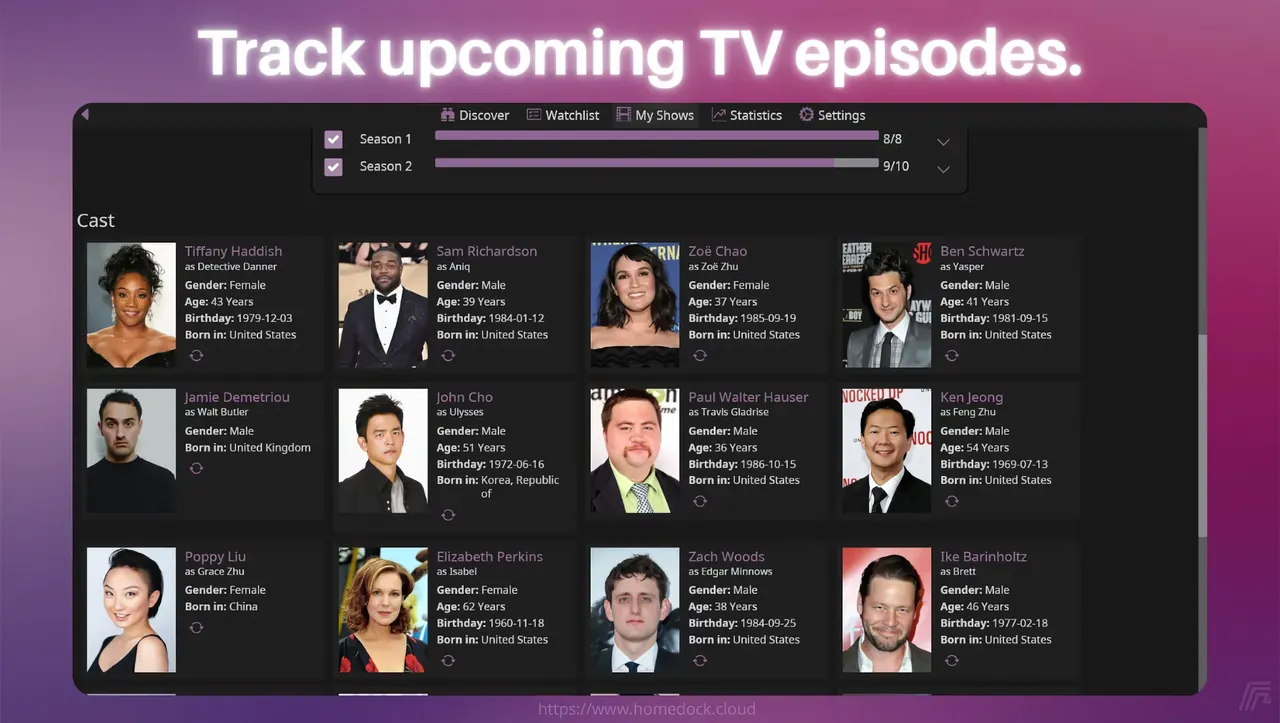 Track upcoming TV episodes.
Discover Watchlist My Shows Statistics Settings
Season 1 8/8
Season 2 9/10
Cast
Tiffany Haddish
as Detective Danner
Gender: Female
Age: 43 Years
Birthday: 1979-12-03
Born in: United States
Sam Richardson
as Aniq
Gender: Male
Age: 39 Years
Birthday: 1984-01-12
Born in: United States
Zoë Chao
as Zoë Zhu
Gender: Female
Age: 37 Years
Birthday: 1985-09-19
Born in: United States
Ben Schwartz
as Yasper
Gender: Male
Age: 41 Years
Birthday: 1981-09-15
Born in: United States
Jamie Demetriou
as Walt Butler
Gender: Male
Born in: United Kingdom
John Cho
as Ulysses
Gender: Male
Age: 51 Years
Birthday: 1972-06-16
Born in: Korea, Republic
of
Paul Walter Hauser
as Travis Gladrise
Gender: Male
Age: 36 Years
Birthday: 1986-10-15
Born in: United States
KNOCKED UP
Ken Jeong
as Feng Zhu
Gender: Male
Age: 54 Years
Birthday: 1969-07-13
Born in: United States
Poppy Liu
as Grace Zhu
Gender: Female
Born in: China
Elizabeth Perkins
as Isabel
Gender: Female
Age: 62 Years
Birthday: 1960-11-18
Born in: United States
Zach Woods
as Edgar Minnows
Gender: Male
Age: 38 Years
Birthday: 1984-09-25
Born in: United States
Ike Barinholtz
as Brett
Gender: Male
Age: 46 Years
Birthday: 1977-02-18
Born in: United States
https://www.homedock.cloud